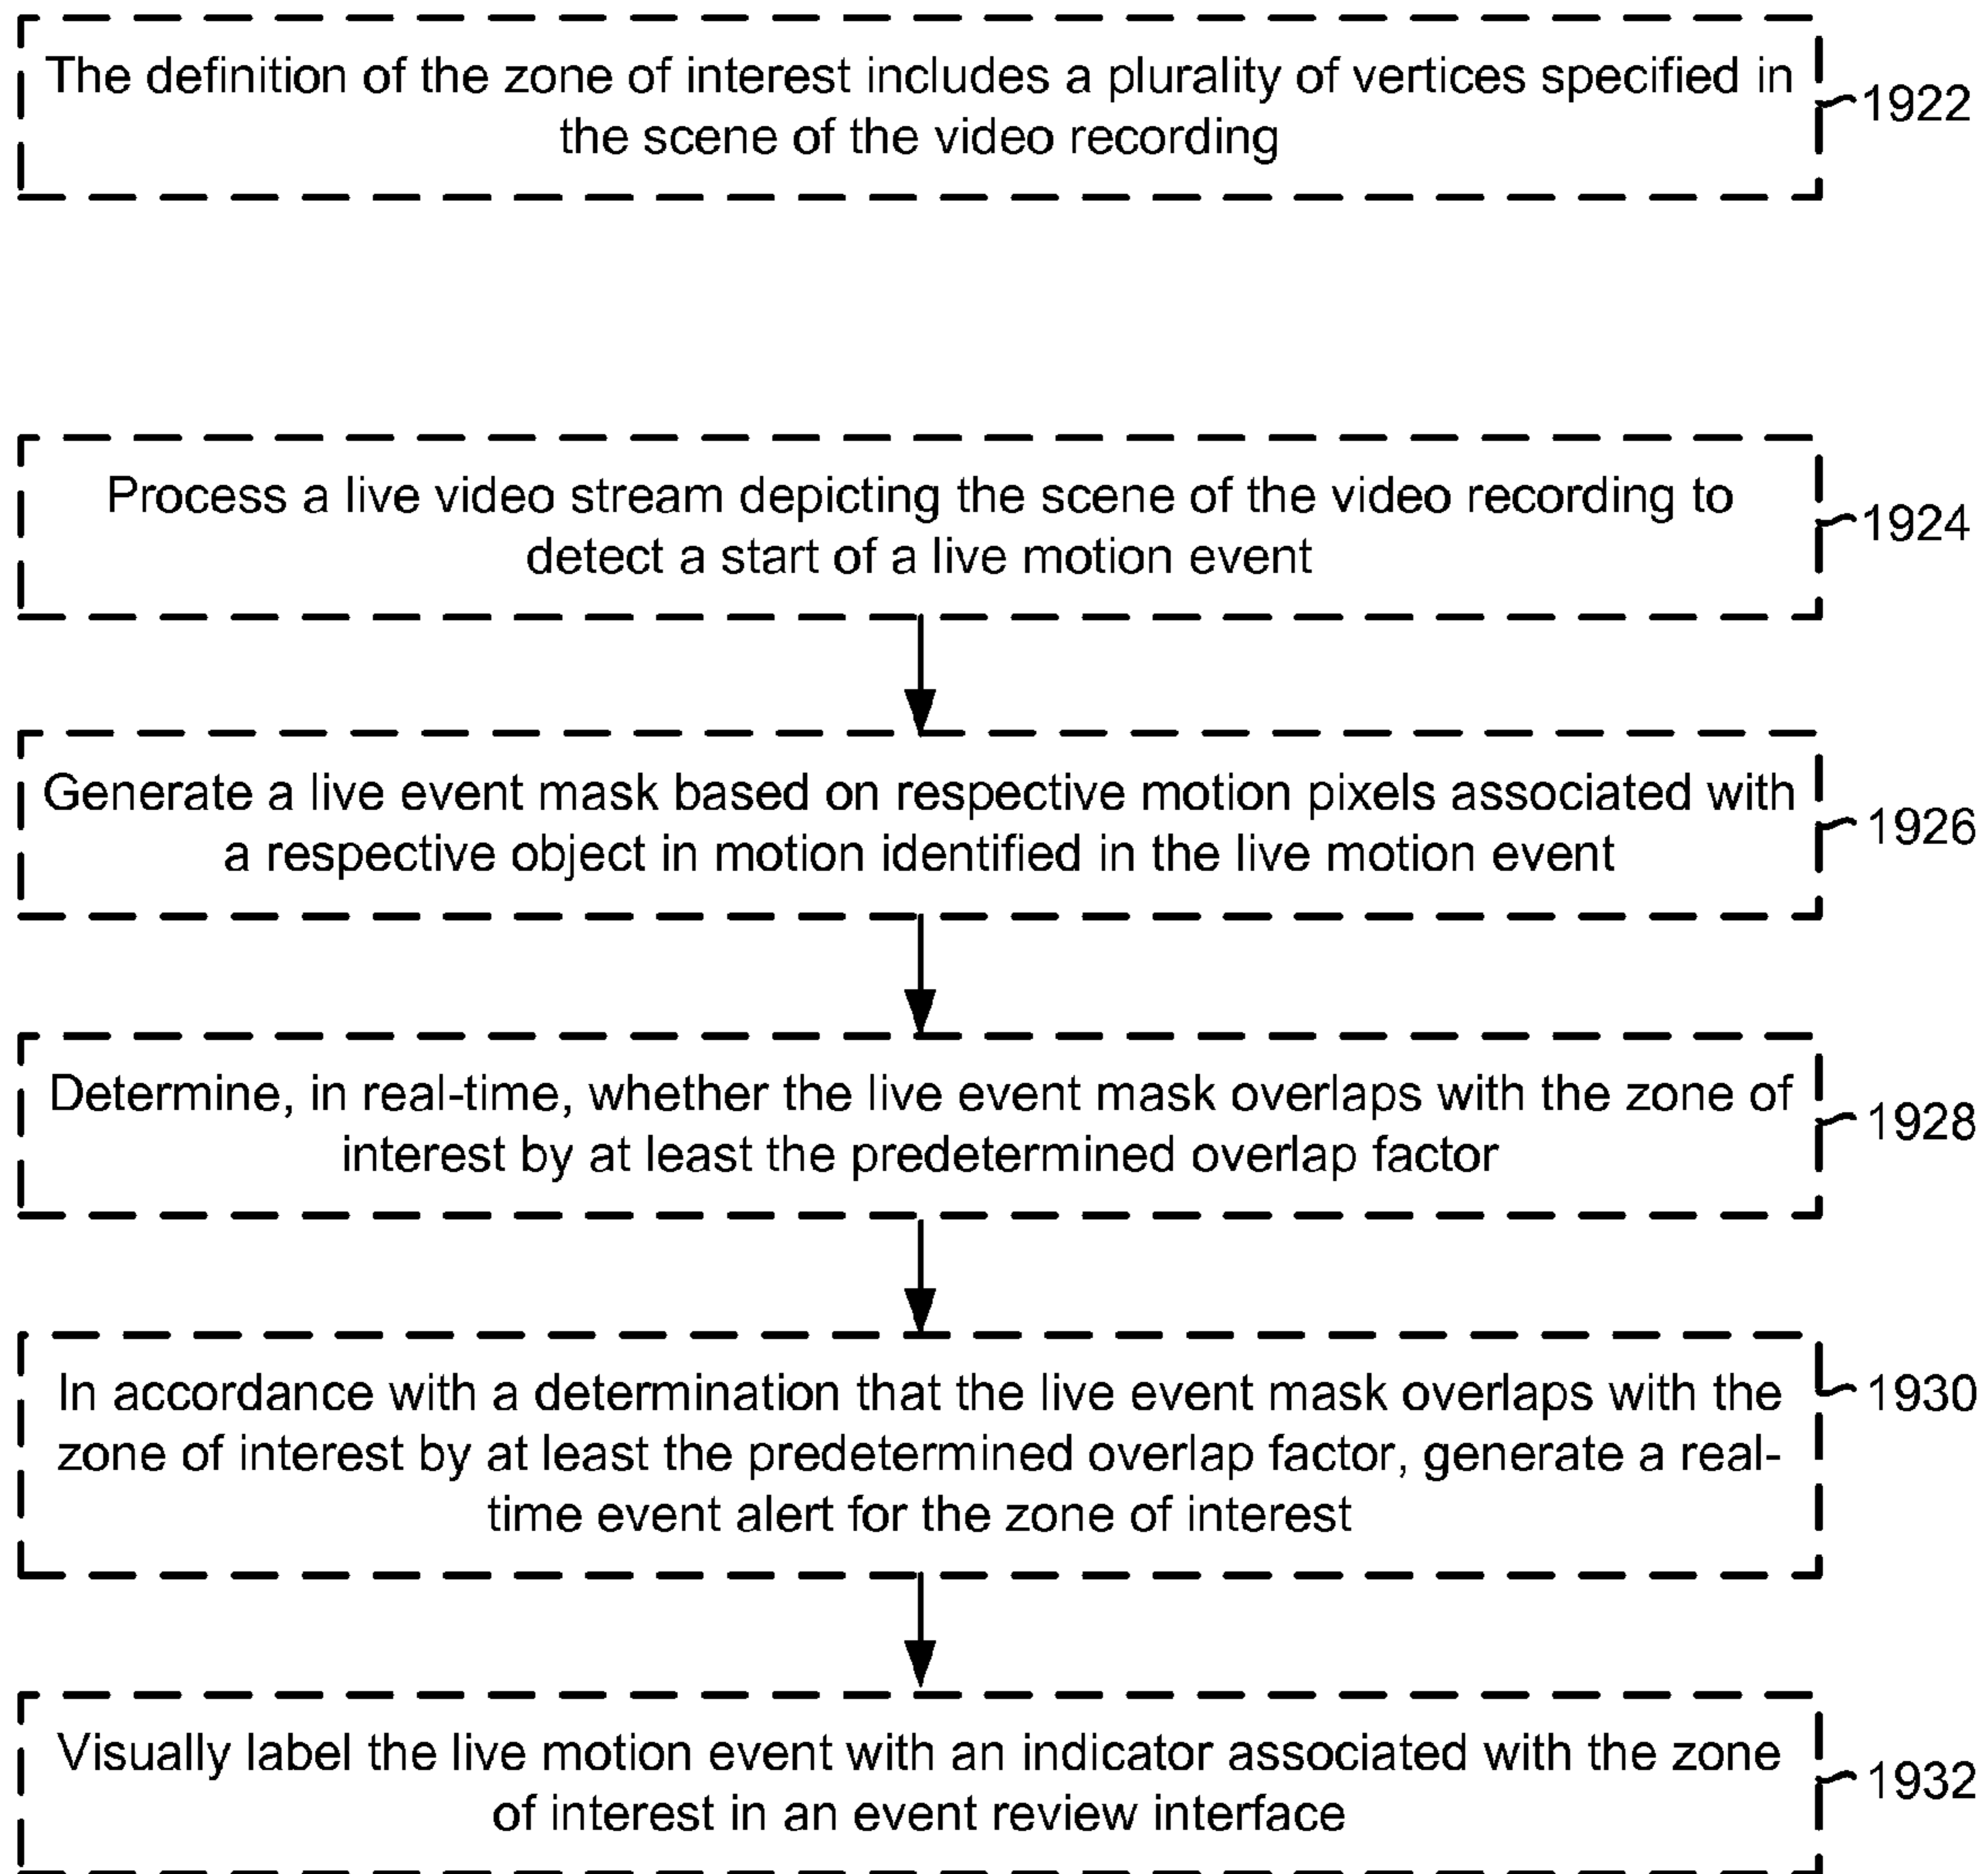 The definition of the zone of interest includes a plurality of vertices specified in
the scene of the video recording
1922
Process a live video stream depicting the scene of the video recording to
detect a start of a live motion event
1924
Generate a live event mask based on respective motion pixels associated with
a respective object in motion identified in the live motion event
1926
Determine, in real-time, whether the live event mask overlaps with the zone of
interest by at least the predetermined overlap factor
1928
In accordance with a determination that the live event mask overlaps with the
zone of interest by at least the predetermined overlap factor, generate a real-
time event alert for the zone of interest
1930
Visually label the live motion event with an indicator associated with the zone
of interest in an event review interface
1932